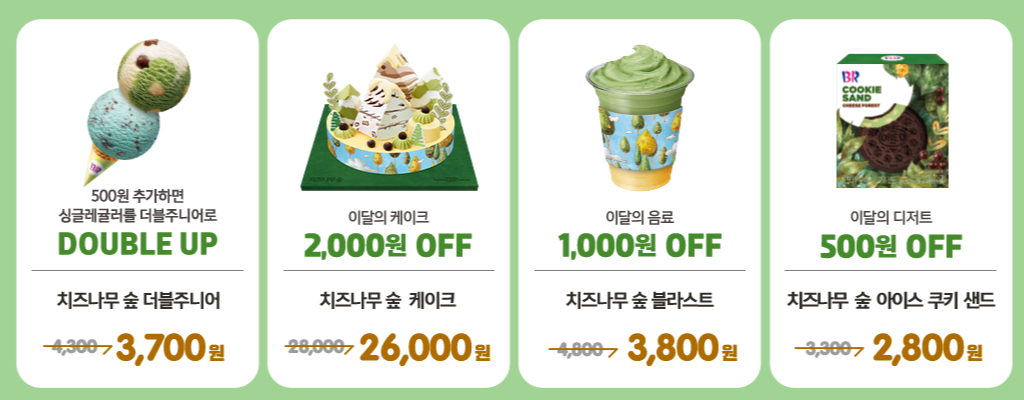 500원 추가하면
싱글레귤러를 더블주니어로
DOUBLE UP
치즈나무 숲 더블주니어
4,300
3,700원
이달의 케이크
2,000원 OFF
치즈나무 숲 케이크
28,000
26,000원
이달의 음료
1,000원 OFF
치즈나무 숲 블라스트
4,800
3,800원
BR
COOKIE
SAND
CHEESE FOREST
이달의 디저트
500원 OFF
치즈나무 숲 아이스 쿠키 샌드
3,300
2,800원